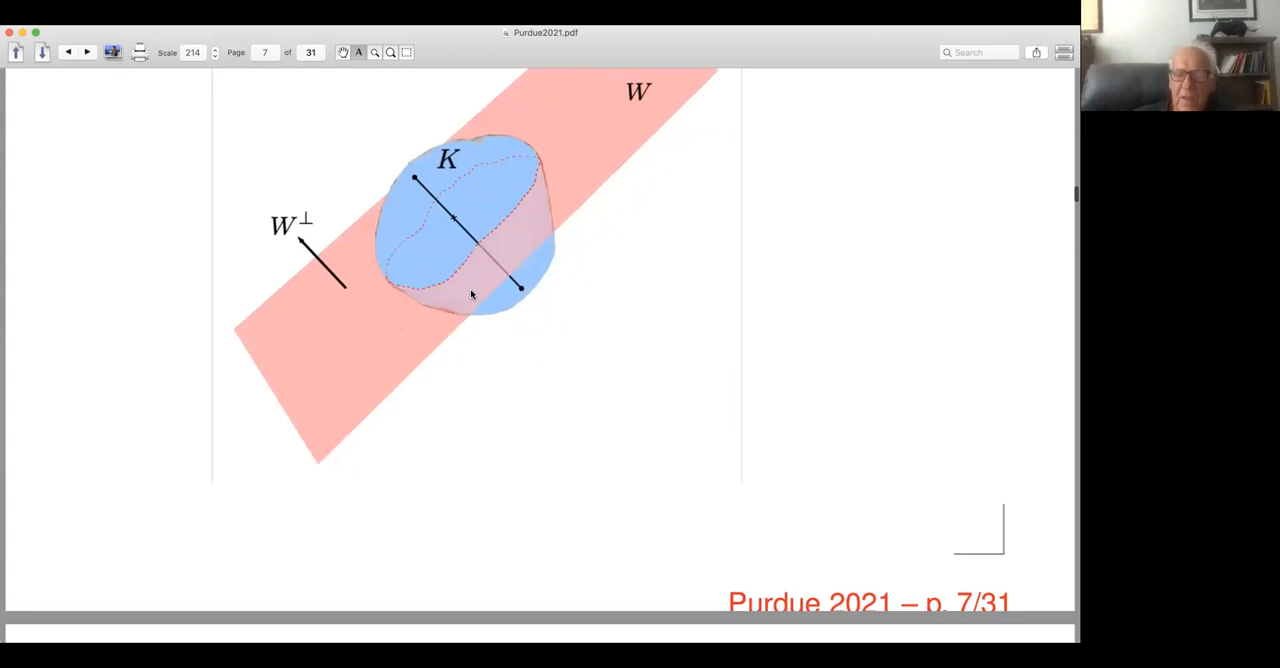 Purdue2021.pdf
Scale 214 Page 7 of 31 Search
W
K
W⊥
Purdue 2021 – p. 7/31